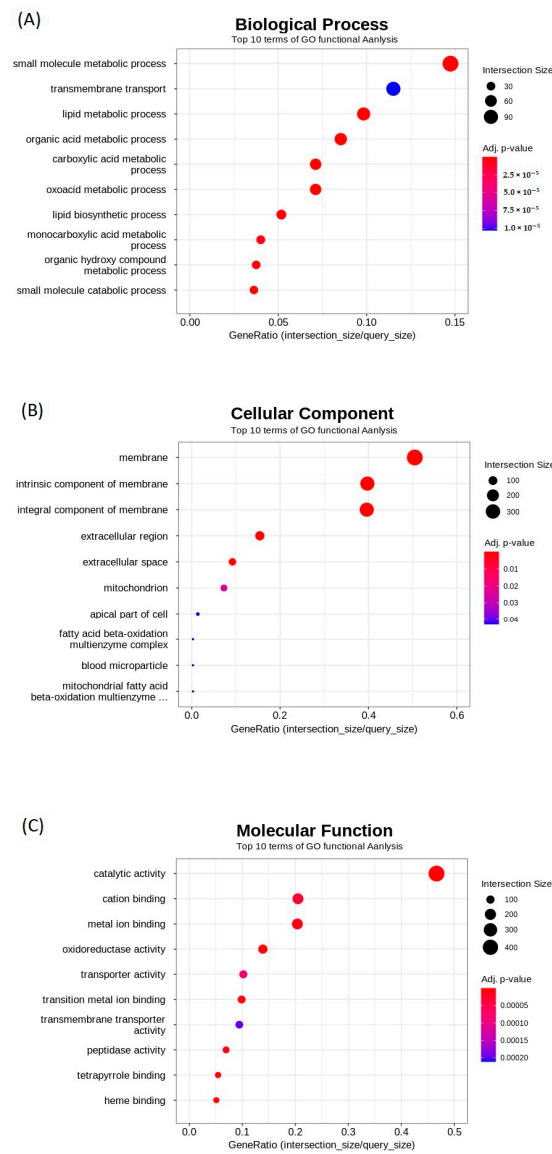 (A)
Biological Process
Top 10 terms of GO functional Aanlysis
small molecule metabolic process
transmembrane transport
lipid metabolic process
organic acid metabolic process
carboxylic acid metabolic
process
oxoacid metabolic process
lipid biosynthetic process
monocarboxylic acid metabolic
process
organic hydroxy compound
metabolic process
small molecule catabolic process
0.00 0.05 0.10 0.15
GeneRatio (intersection_size/query_size)
Intersection Size
30
60
90
Adj. p-value
2.5 × 10⁻⁵
5.0 × 10⁻⁵
7.5 × 10⁻⁵
1.0 × 10⁻⁵
(B)
Cellular Component
Top 10 terms of GO functional Aanlysis
membrane
intrinsic component of membrane
integral component of membrane
extracellular region
extracellular space
mitochondrion
apical part of cell
fatty acid beta-oxidation
multienzyme complex
blood microparticle
mitochondrial fatty acid
beta-oxidation multienzyme ...
0.0 0.2 0.4 0.6
GeneRatio (intersection_size/query_size)
Intersection Size
100
200
300
Adj. p-value
0.01
0.02
0.03
0.04
(C)
Molecular Function
Top 10 terms of GO functional Aanlysis
catalytic activity
cation binding
metal ion binding
oxidoreductase activity
transporter activity
transition metal ion binding
transmembrane transporter
activity
peptidase activity
tetrapyrrole binding
heme binding
0.0 0.1 0.2 0.3 0.4 0.5
GeneRatio (intersection_size/query_size)
Intersection Size
100
200
300
400
Adj. p-value
0.00005
0.00010
0.00015
0.00020